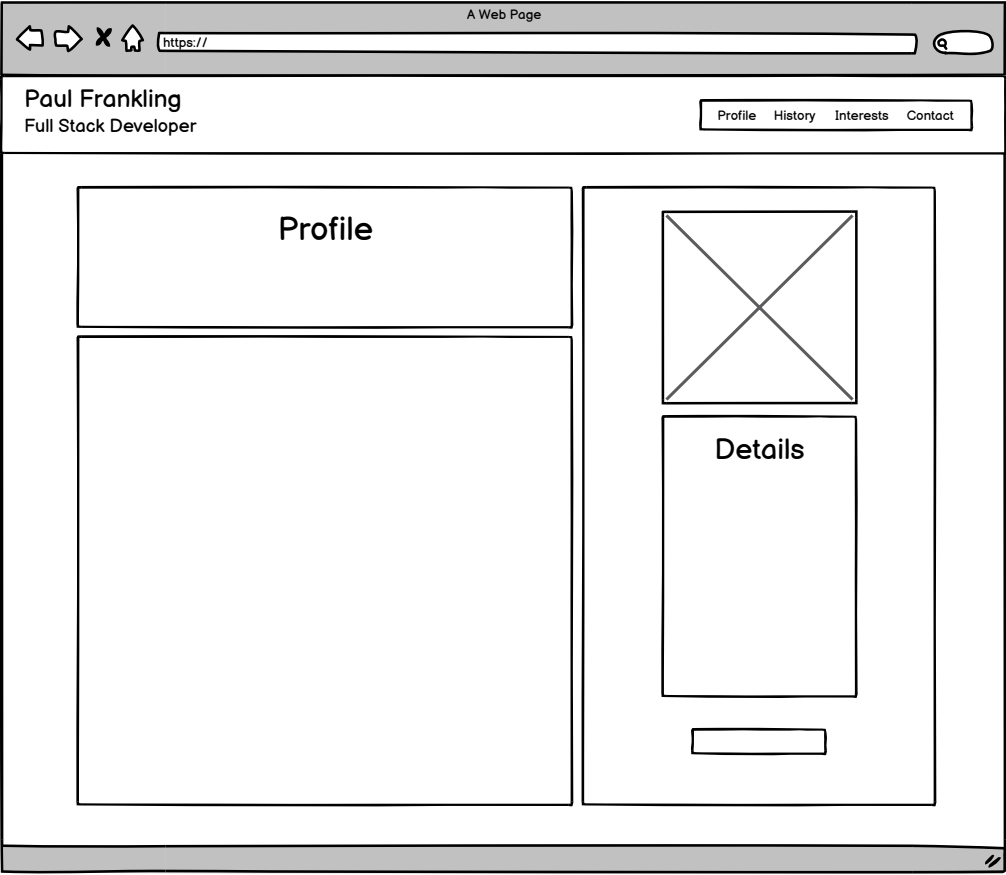 A Web Page
https://
Paul Frankling
Full Stack Developer
Profile History Interests Contact
Profile
Details